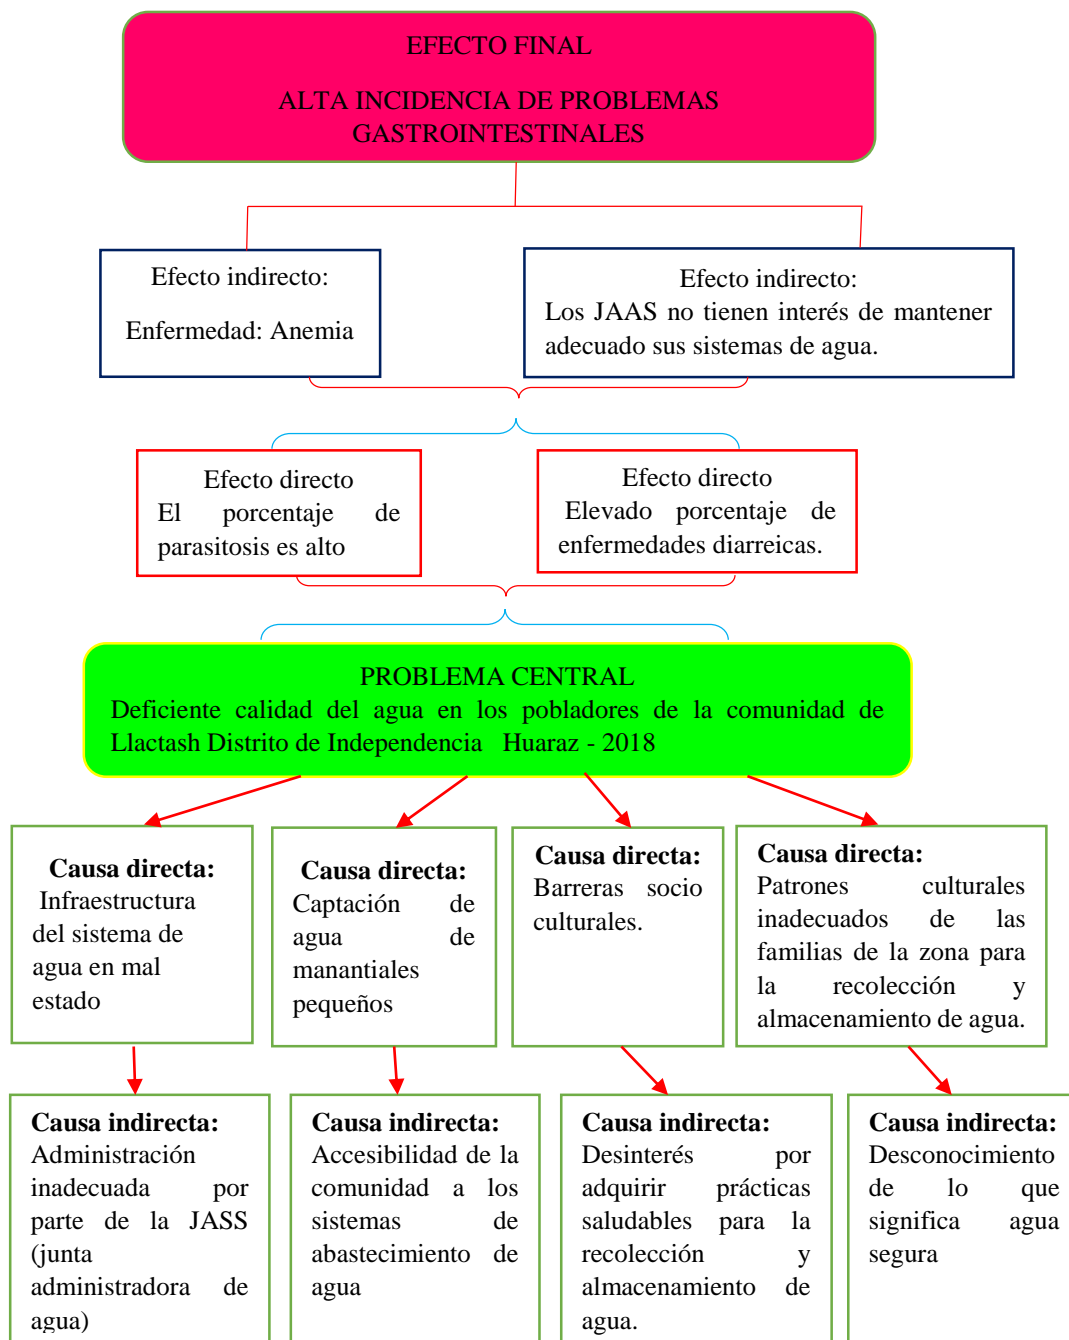 EFECTO FINAL
ALTA INCIDENCIA DE PROBLEMAS
GASTROINTESTINALES
Efecto indirecto:
Enfermedad: Anemia
Efecto indirecto:
Los JAAS no tienen interés de mantener
adecuado sus sistemas de agua.
Efecto directo
El porcentaje de
parasitosis es alto
Efecto directo
Elevado porcentaje de
enfermedades diarreicas.
PROBLEMA CENTRAL
Deficiente calidad del agua en los pobladores de la comunidad de
Llactash Distrito de Independencia Huaraz - 2018
Causa directa:
Infraestructura
del sistema de
agua en mal
estado
Causa directa:
Captación de
agua de
manantiales
pequeños
Causa directa:
Barreras socio
culturales.
Causa directa:
Patrones culturales
inadecuados de las
familias de la zona para
la recolección y
almacenamiento de agua.
Causa indirecta:
Administración
inadecuada por
parte de la JASS
(junta
administradora de
agua)
Causa indirecta:
Accesibilidad de la
comunidad a los
sistemas de
abastecimiento de
agua
Causa indirecta:
Desinterés por
adquirir prácticas
saludables para la
recolección y
almacenamiento de
agua.
Causa indirecta:
Desconocimiento
de lo que
significa agua
segura